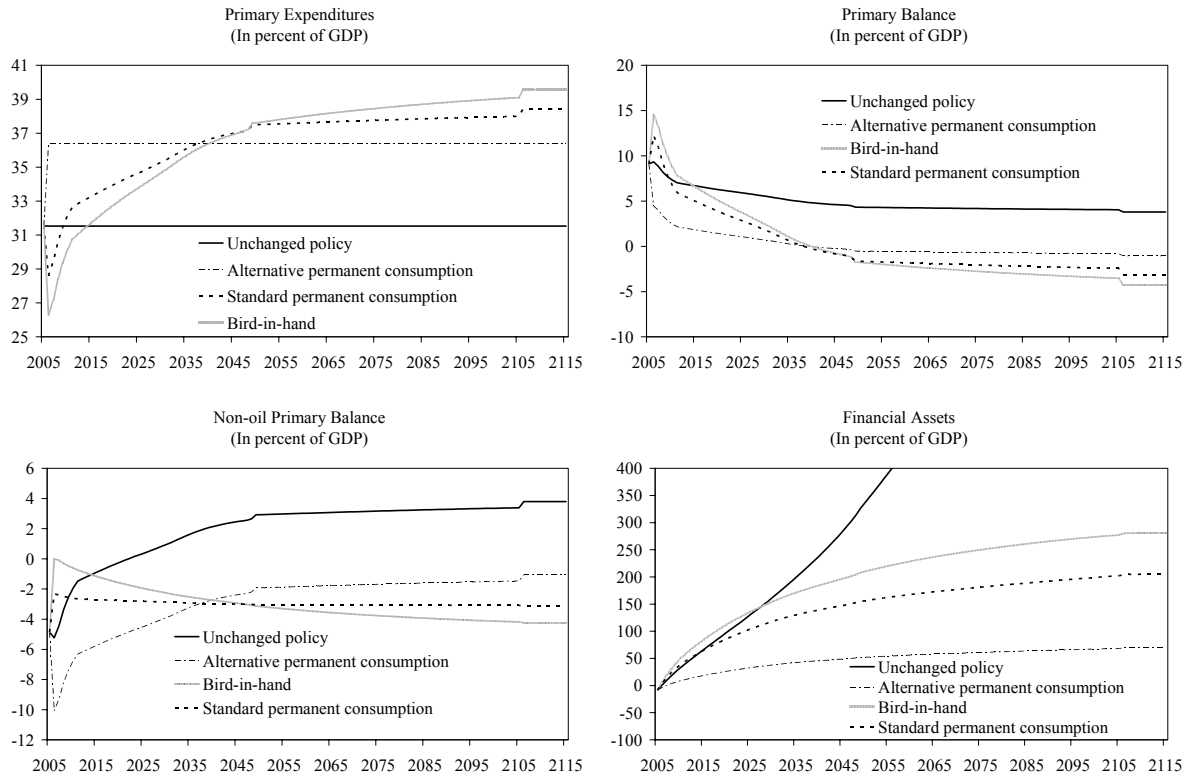 Primary Expenditures
(In percent of GDP)
41
39
37
35
33
31
29
27
25
Unchanged policy
Alternative permanent consumption
Standard permanent consumption
Bird-in-hand
2005 2015 2025 2035 2045 2055 2065 2075 2085 2095 2105 2115
Primary Balance
(In percent of GDP)
20
15
10
5
0
-5
-10
Unchanged policy
Alternative permanent consumption
Bird-in-hand
Standard permanent consumption
2005 2015 2025 2035 2045 2055 2065 2075 2085 2095 2105 2115
Non-oil Primary Balance
(In percent of GDP)
6
4
2
0
-2
-4
-6
-8
-10
-12
Unchanged policy
Alternative permanent consumption
Bird-in-hand
Standard permanent consumption
2005 2015 2025 2035 2045 2055 2065 2075 2085 2095 2105 2115
Financial Assets
(In percent of GDP)
400
350
300
250
200
150
100
50
0
-50
-100
Unchanged policy
Alternative permanent consumption
Bird-in-hand
Standard permanent consumption
2005 2015 2025 2035 2045 2055 2065 2075 2085 2095 2105 2115